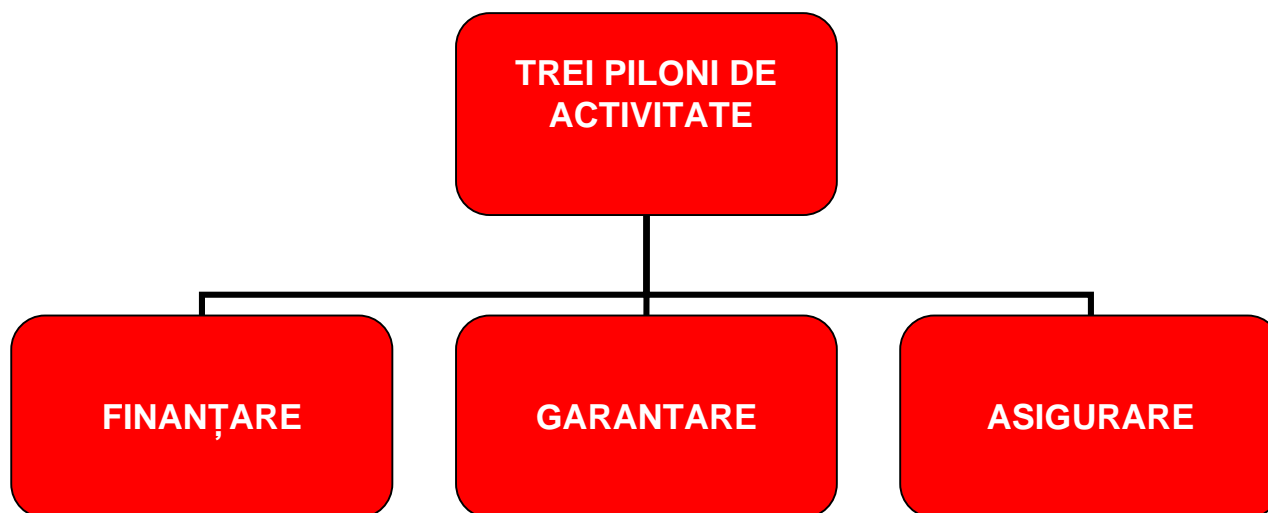 TREI PILONI DE
ACTIVITATE
FINANȚARE
GARANTARE
ASIGURARE